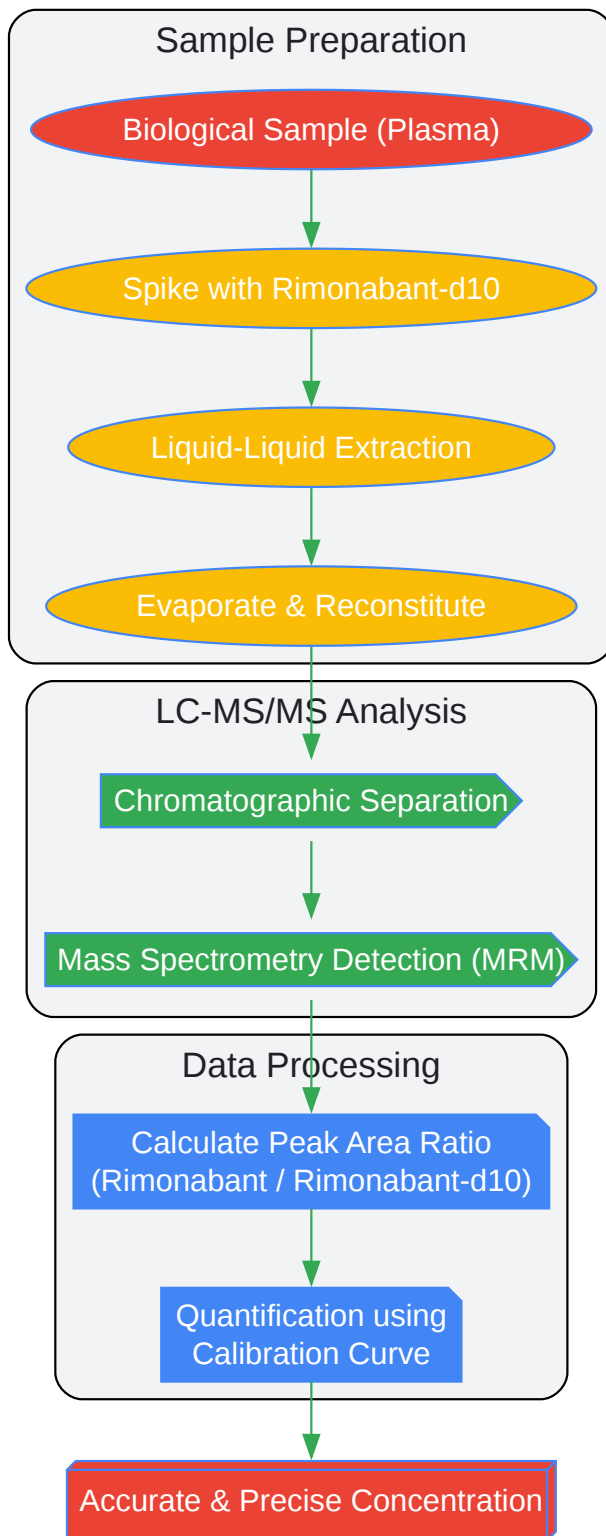 Sample Preparation
Biological Sample (Plasma)
Spike with Rimonabant-d10
Liquid-Liquid Extraction
Evaporate & Reconstitute
LC-MS/MS Analysis
Chromatographic Separation
Mass Spectrometry Detection (MRM)
Data Processing
Calculate Peak Area Ratio
(Rimonabant / Rimonabant-d10)
Quantification using
Calibration Curve
Accurate & Precise Concentration